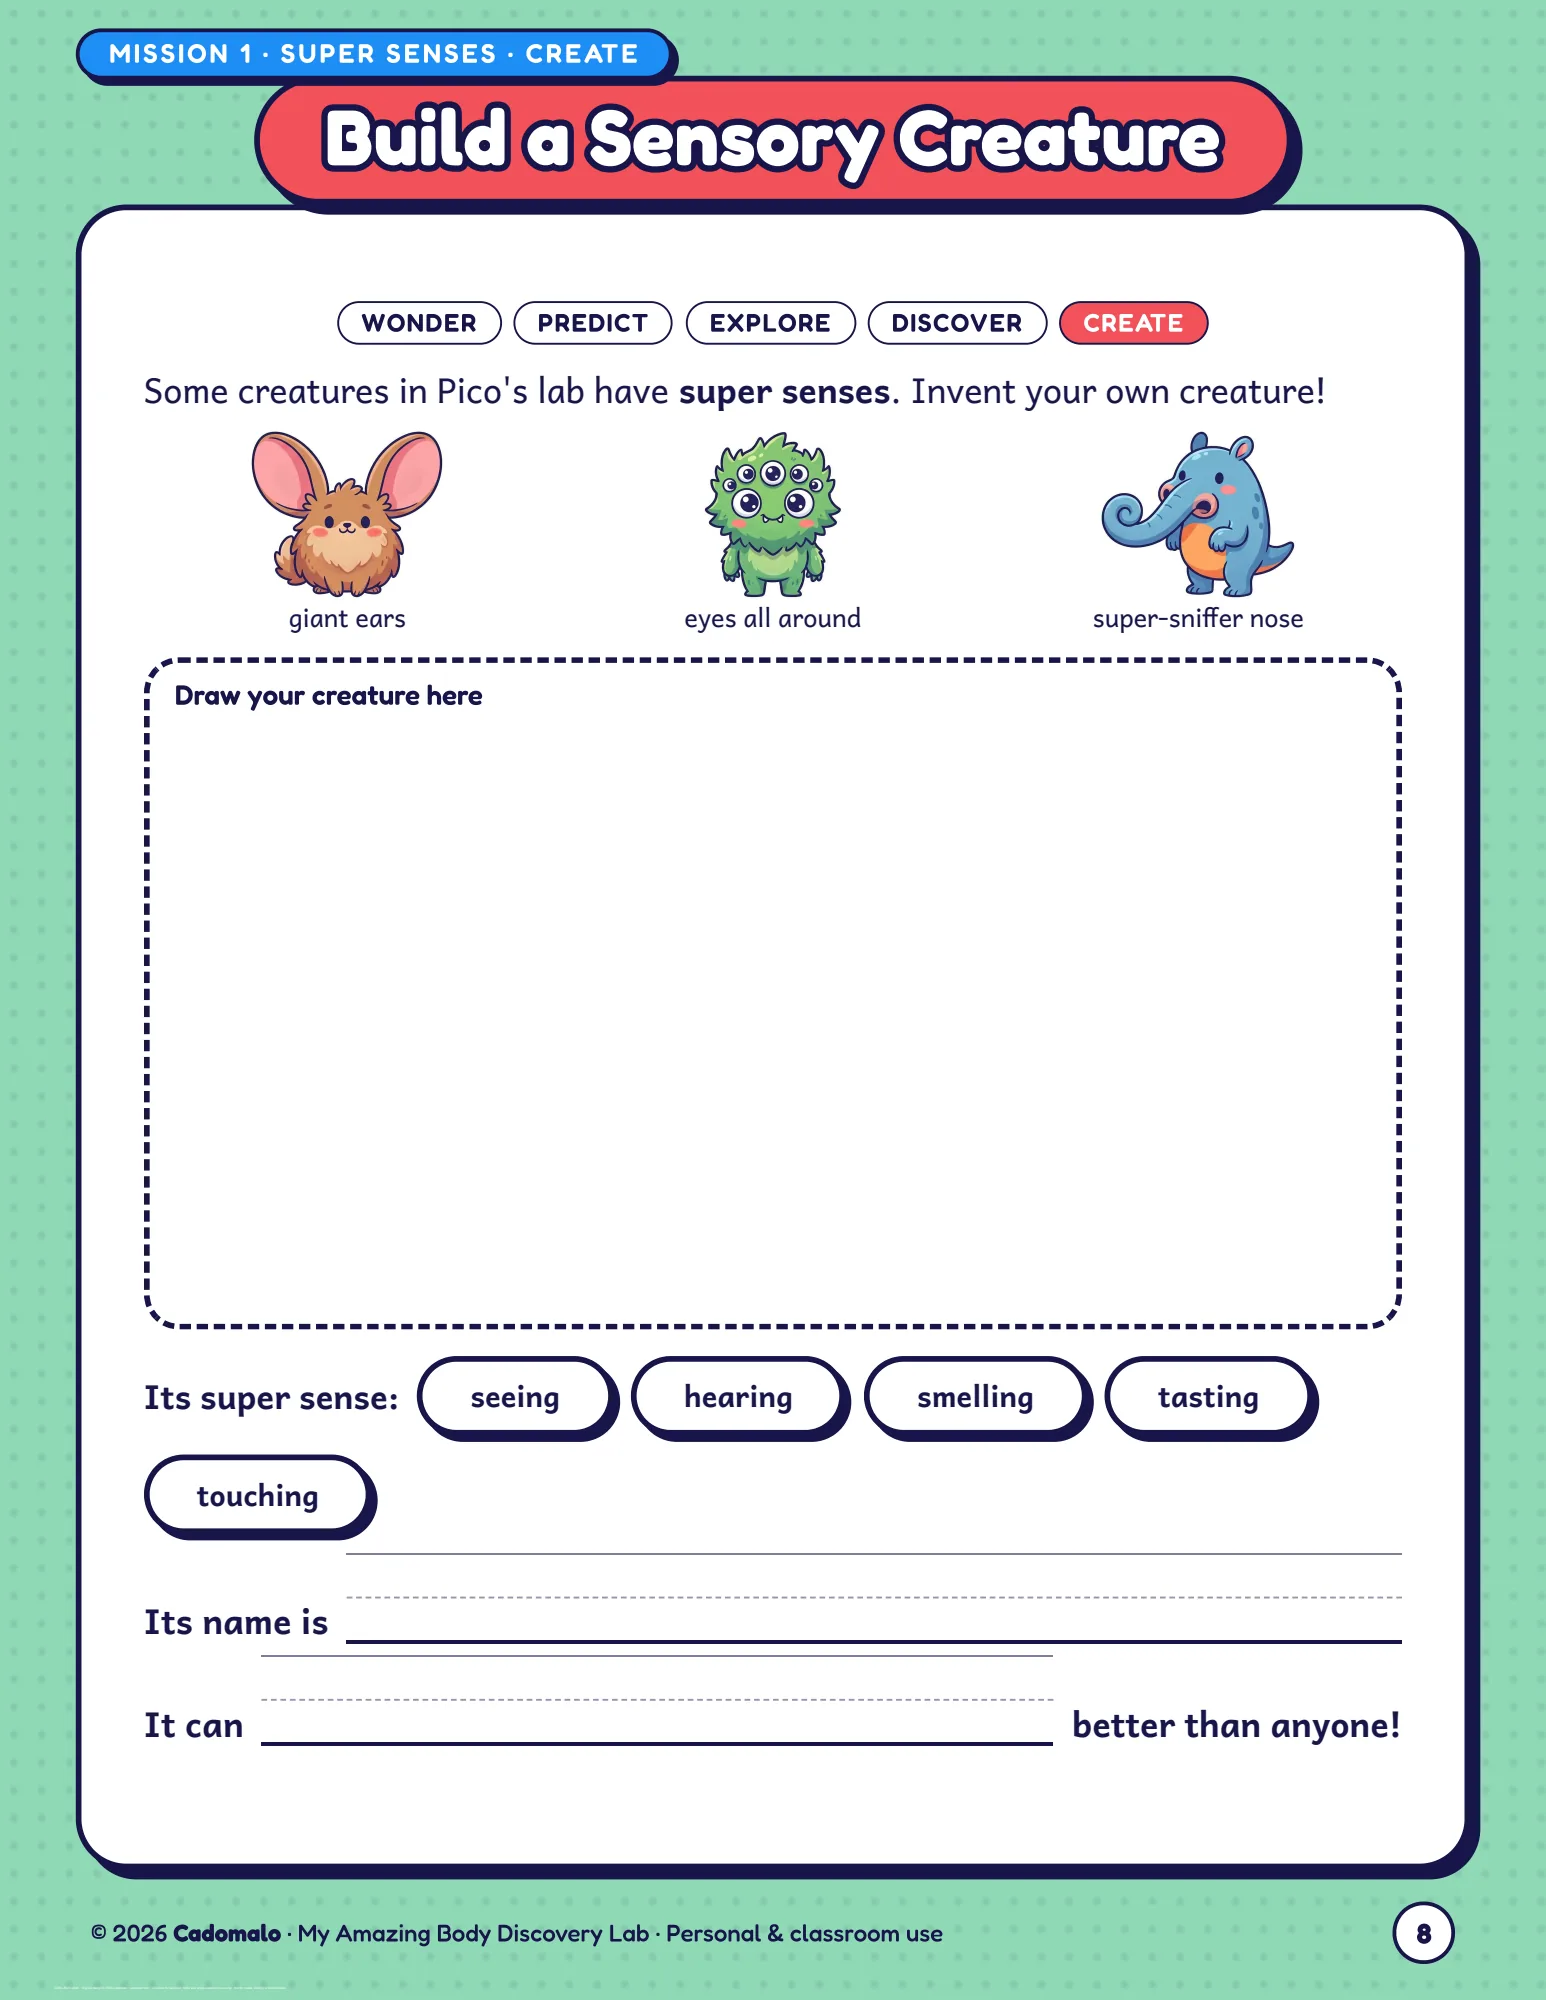 MISSION 1 · SUPER SENSES · CREATE
Build a Sensory Creature
WONDER PREDICT EXPLORE DISCOVER CREATE
Some creatures in Pico's lab have super senses. Invent your own creature!
giant ears eyes all around super-sniffer nose
Draw your creature here
Its super sense: seeing hearing smelling tasting
touching
Its name is
It can better than anyone!
© 2026 Cadomalo · My Amazing Body Discovery Lab · Personal & classroom use 8